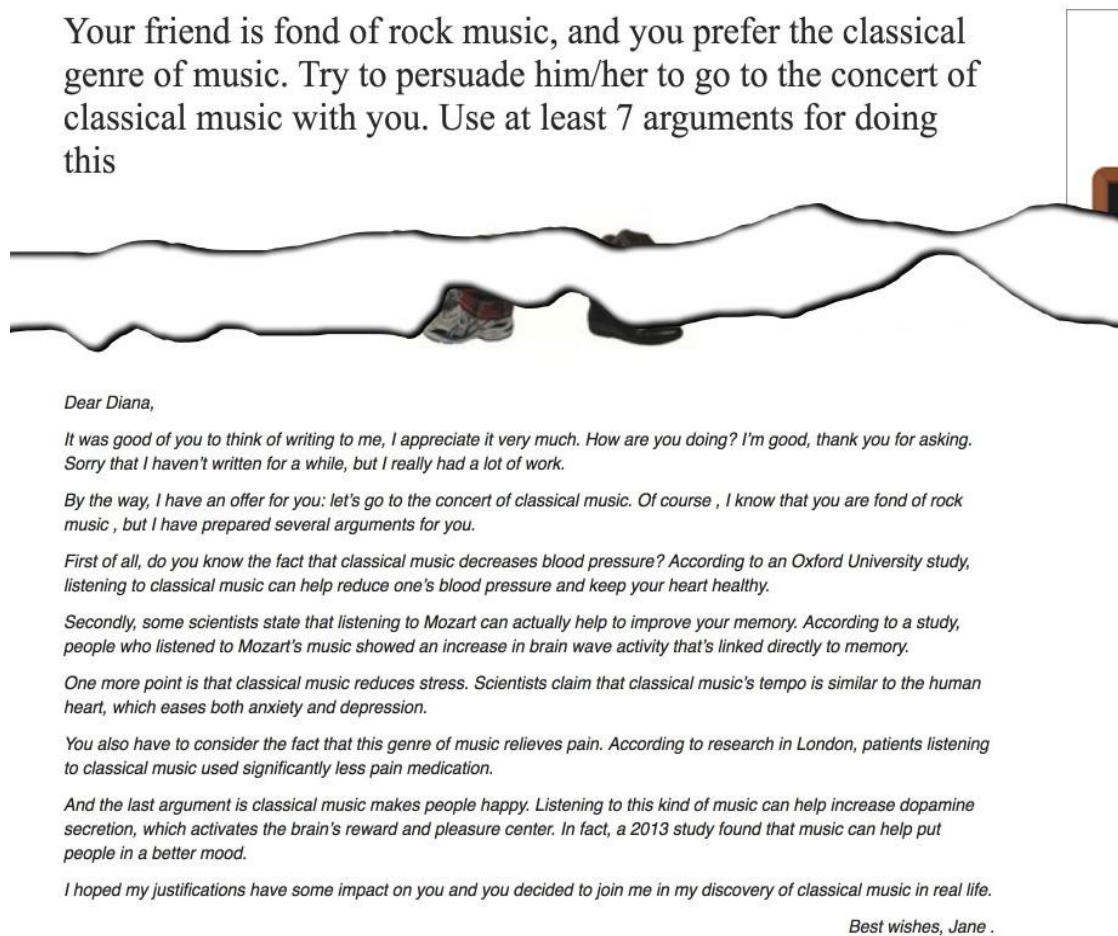 Your friend is fond of rock music, and you prefer the classical
genre of music. Try to persuade him/her to go to the concert of
classical music with you. Use at least 7 arguments for doing
this
Dear Diana,
It was good of you to think of writing to me, I appreciate it very much. How are you doing? I'm good, thank you for asking.
Sorry that I haven't written for a while, but I really had a lot of work.
By the way, I have an offer for you: let's go to the concert of classical music. Of course , I know that you are fond of rock
music , but I have prepared several arguments for you.
First of all, do you know the fact that classical music decreases blood pressure? According to an Oxford University study,
listening to classical music can help reduce one's blood pressure and keep your heart healthy.
Secondly, some scientists state that listening to Mozart can actually help to improve your memory. According to a study,
people who listened to Mozart's music showed an increase in brain wave activity that's linked directly to memory.
One more point is that classical music reduces stress. Scientists claim that classical music's tempo is similar to the human
heart, which eases both anxiety and depression.
You also have to consider the fact that this genre of music relieves pain. According to research in London, patients listening
to classical music used significantly less pain medication.
And the last argument is classical music makes people happy. Listening to this kind of music can help increase dopamine
secretion, which activates the brain's reward and pleasure center. In fact, a 2013 study found that music can help put
people in a better mood.
I hoped my justifications have some impact on you and you decided to join me in my discovery of classical music in real life.
Best wishes, Jane .